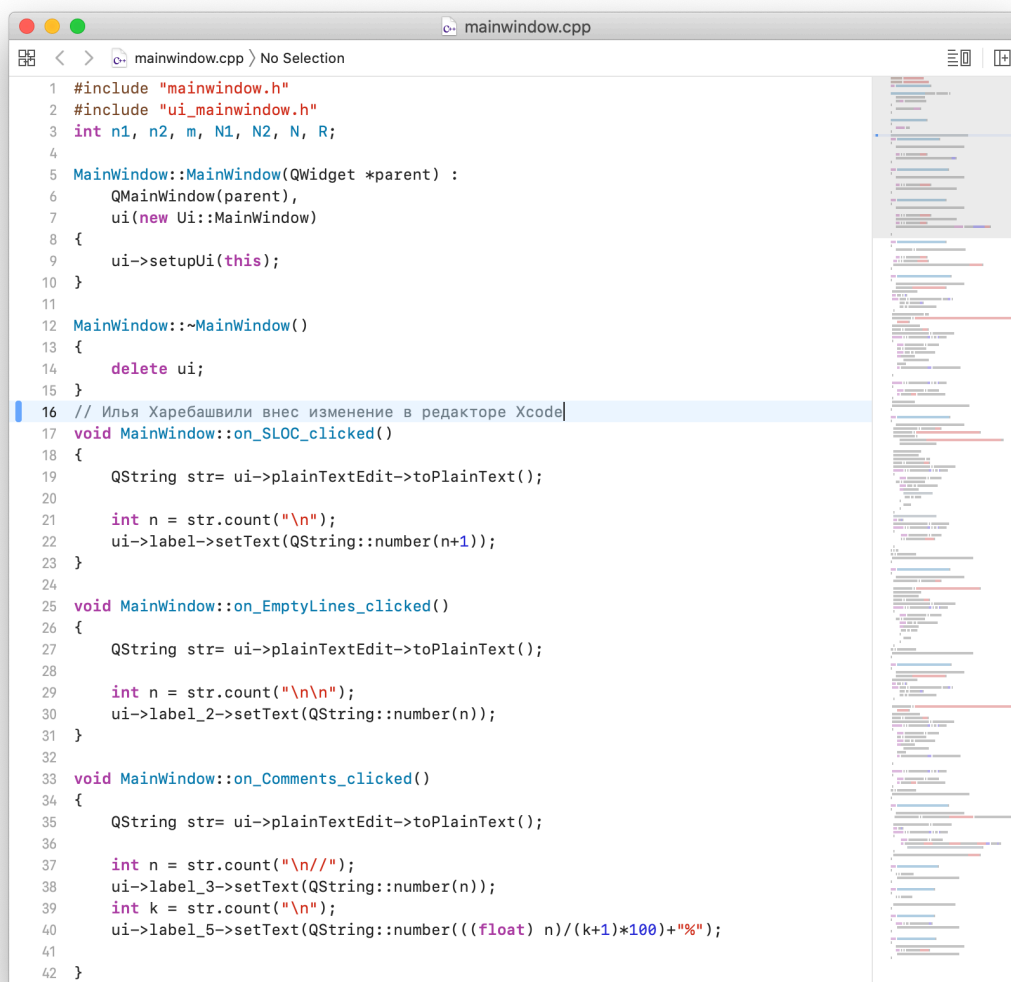 mainwindow.cpp
mainwindow.cpp 〉 No Selection
1 #include "mainwindow.h"
2 #include "ui_mainwindow.h"
3 int n1, n2, m, N1, N2, N, R;
4
5 MainWindow::MainWindow(QWidget *parent) :
6     QMainWindow(parent),
7     ui(new Ui::MainWindow)
8 {
9     ui->setupUi(this);
10 }
11
12 MainWindow::~MainWindow()
13 {
14     delete ui;
15 }
16 // Илья Харебашвили внес изменение в редакторе Xcode
17 void MainWindow::on_SLOC_clicked()
18 {
19     QString str= ui->plainTextEdit->toPlainText();
20
21     int n = str.count("\n");
22     ui->label->setText(QString::number(n+1));
23 }
24
25 void MainWindow::on_EmptyLines_clicked()
26 {
27     QString str= ui->plainTextEdit->toPlainText();
28
29     int n = str.count("\n\n");
30     ui->label_2->setText(QString::number(n));
31 }
32
33 void MainWindow::on_Comments_clicked()
34 {
35     QString str= ui->plainTextEdit->toPlainText();
36
37     int n = str.count("\n//");
38     ui->label_3->setText(QString::number(n));
39     int k = str.count("\n");
40     ui->label_5->setText(QString::number(((float) n)/(k+1)*100)+"%");
41
42 }